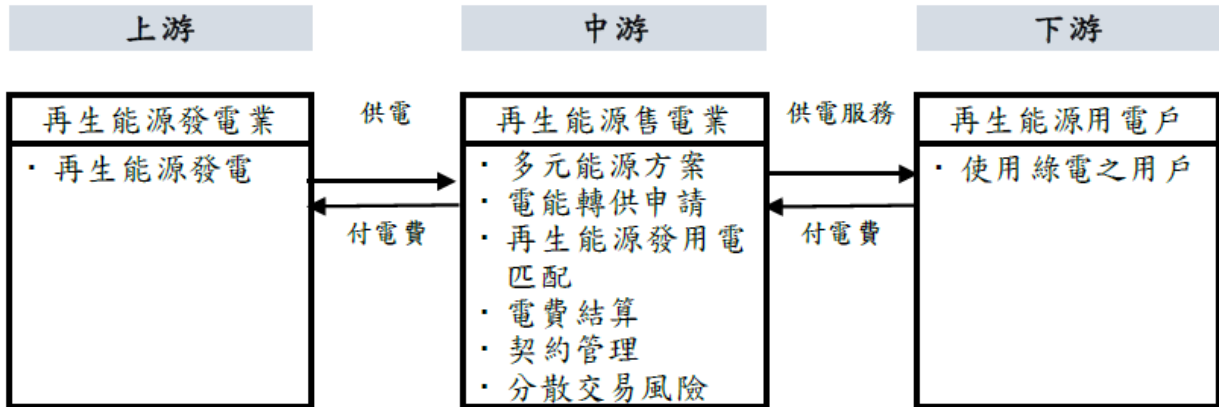 上游
中游
下游
再生能源發電業
・再生能源發電
供電
付電費
再生能源售電業
・多元能源方案
・電能轉供申請
・再生能源發用電
匹配
・電費結算
・契約管理
・分散交易風險
供電服務
付電費
再生能源用電戶
・使用綠電之用戶